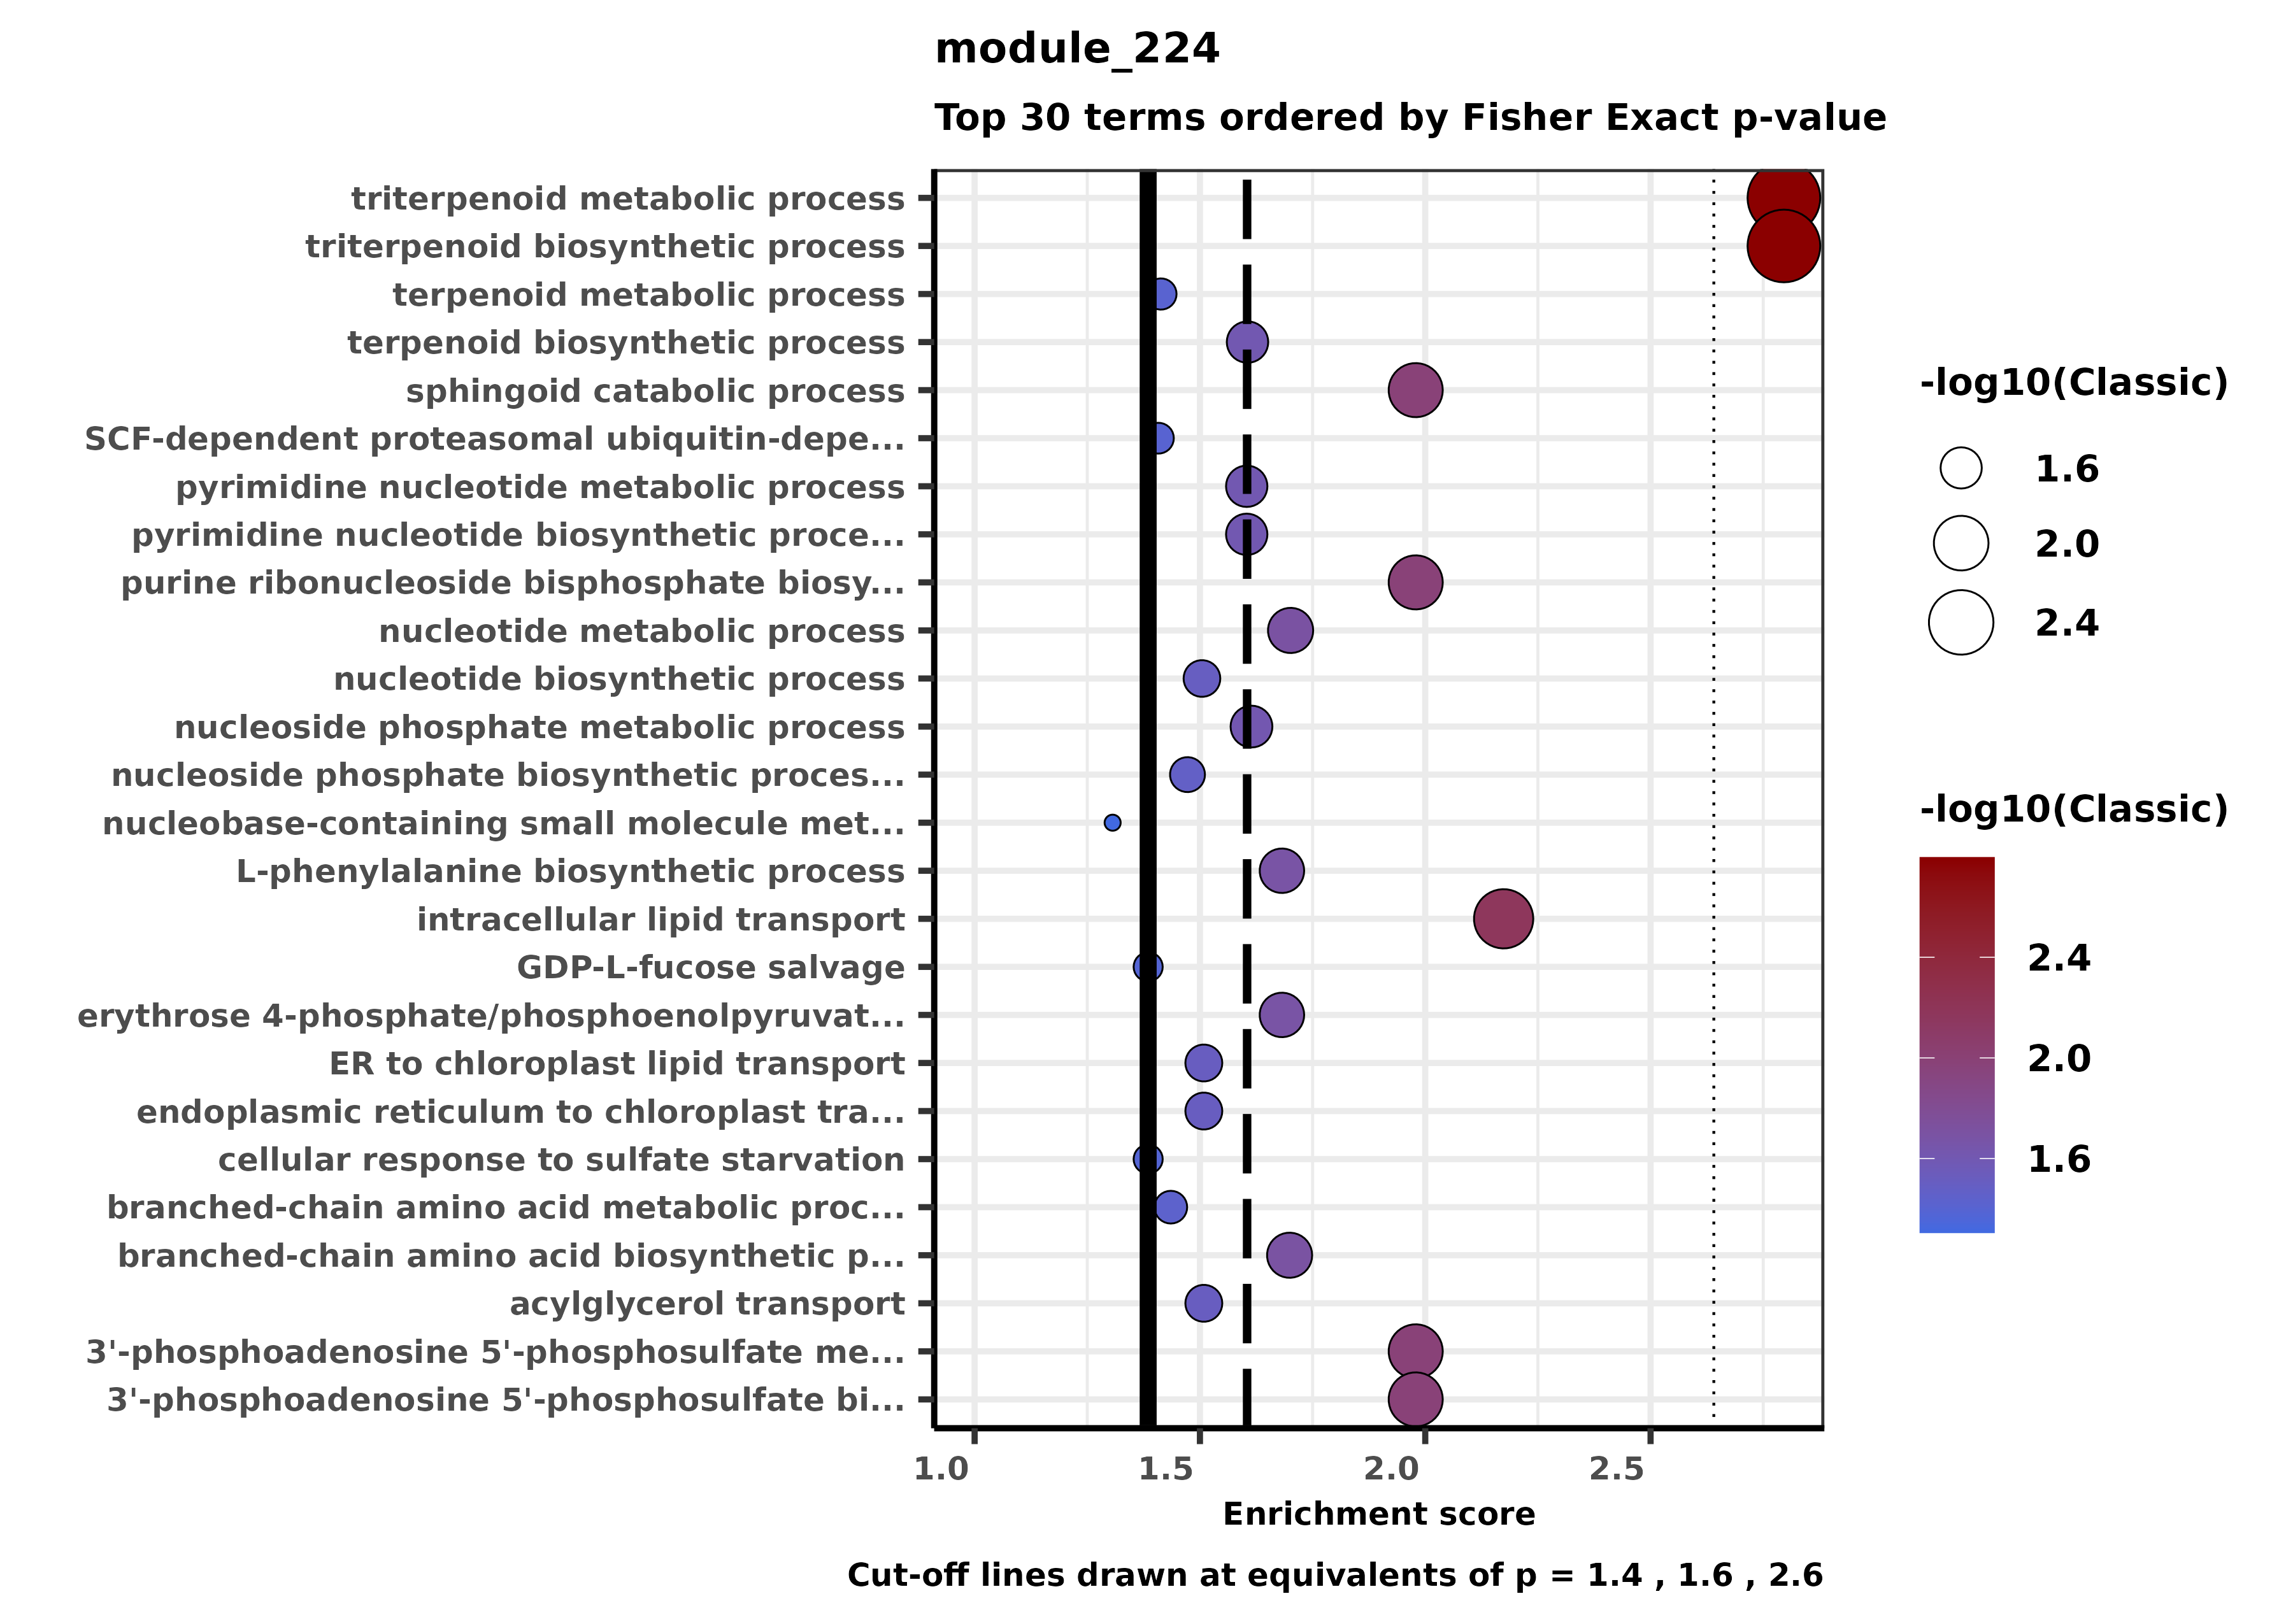 module_224
Top 30 terms ordered by Fisher Exact p-value
triterpenoid metabolic process
triterpenoid biosynthetic process
terpenoid metabolic process
terpenoid biosynthetic process
sphingoid catabolic process
SCF-dependent proteasomal ubiquitin-depe...
pyrimidine nucleotide metabolic process
pyrimidine nucleotide biosynthetic proce...
purine ribonucleoside bisphosphate biosy...
nucleotide metabolic process
nucleotide biosynthetic process
nucleoside phosphate metabolic process
nucleoside phosphate biosynthetic proces...
nucleobase-containing small molecule met...
L-phenylalanine biosynthetic process
intracellular lipid transport
GDP-L-fucose salvage
erythrose 4-phosphate/phosphoenolpyruvat...
ER to chloroplast lipid transport
endoplasmic reticulum to chloroplast tra...
cellular response to sulfate starvation
branched-chain amino acid metabolic proc...
branched-chain amino acid biosynthetic p...
acylglycerol transport
3'-phosphoadenosine 5'-phosphosulfate me...
3'-phosphoadenosine 5'-phosphosulfate bi...
1.0 1.5 2.0 2.5
Enrichment score
Cut-off lines drawn at equivalents of p = 1.4 , 1.6 , 2.6
-log10(Classic)
1.6
2.0
2.4
-log10(Classic)
2.4
2.0
1.6